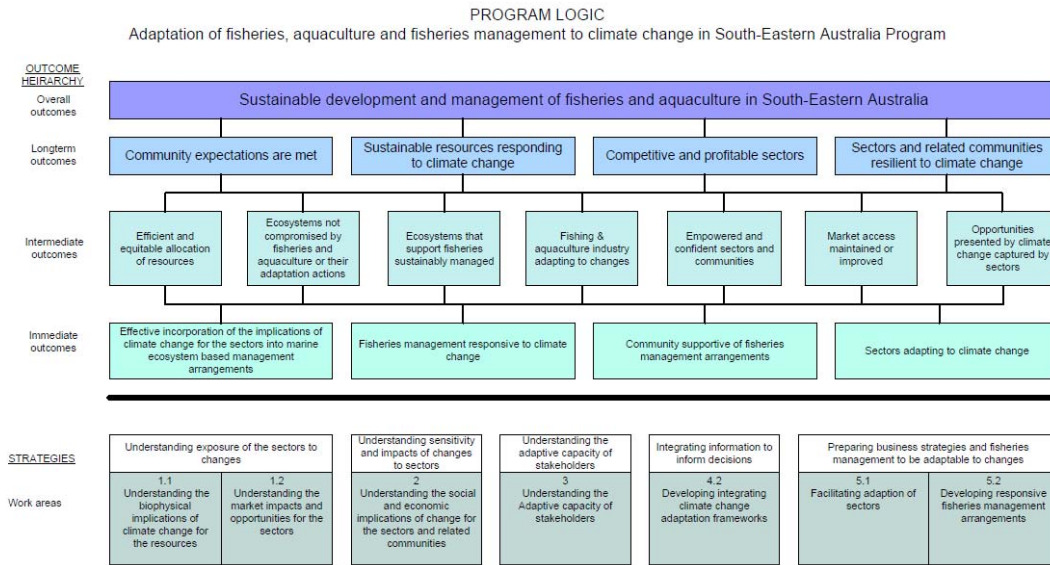 PROGRAM LOGIC
Adaptation of fisheries, aquaculture and fisheries management to climate change in South-Eastern Australia Program
OUTCOME
HEIRARCHY
Overall
outcomes
Sustainable development and management of fisheries and aquaculture in South-Eastern Australia
Longterm
outcomes
Community expectations are met
Sustainable resources responding
to climate change
Competitive and profitable sectors
Sectors and related communities
resilient to climate change
Intermediate
outcomes
Efficient and
equitable allocation
of resources
Ecosystems not
compromised by
fisheries and
aquaculture or their
adaptation actions
Ecosystems that
support fisheries
sustainably managed
Fishing &
aquaculture industry
adapting to changes
Empowered and
confident sectors and
communities
Market access
maintained or
improved
Opportunities
presented by climate
change captured by
sectors
Immediate
outcomes
Effective incorporation of the implications of
climate change for the sectors into marine
ecosystem based management
arrangements
Fisheries management responsive to climate
change
Community supportive of fisheries
management arrangements
Sectors adapting to climate change
STRATEGIES
Understanding exposure of the sectors to
changes
Understanding sensitivity
and impacts of changes
to sectors
Understanding the
adaptive capacity of
stakeholders
Integrating information to
inform decisions
Preparing business strategies and fisheries
management to be adaptable to changes
Work areas
1.1
Understanding the
biophysical
implications of
climate change for
the resources
1.2
Understanding the
market impacts and
opportunities for the
sectors
2
Understanding the social
and economic
implications of change for
the sectors and related
communities
3
Understanding the
Adaptive capacity of
stakeholders
4.2
Developing integrating
climate change
adaptation frameworks
5.1
Facilitating adaption of
sectors
5.2
Developing responsive
fisheries management
arrangements